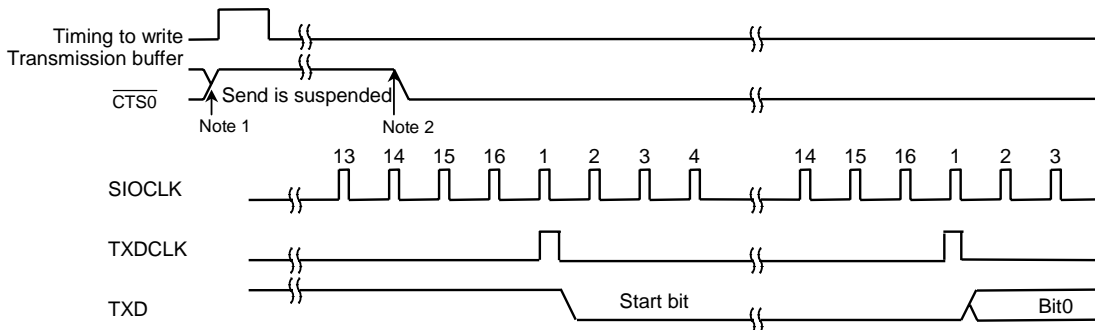 Timing to write
Transmission buffer
CTS0
Send is suspended
Note 1
Note 2
13 14 15 16 1 2 3 4 14 15 16 1 2 3
SIOCLK
TXDCLK
TXD
Start bit
Bit0